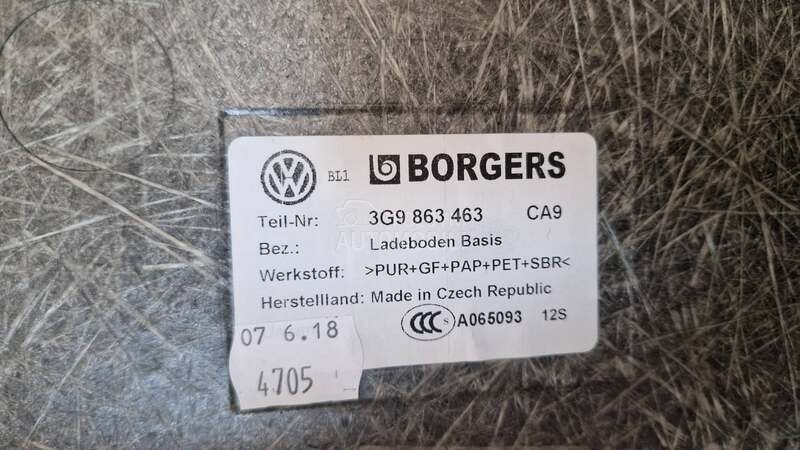 BL1 BORGERS
Teil-Nr: 3G9 863 463 CA9
Bez.: Ladeboden Basis
Werkstoff: >PUR+GF+PAP+PET+SBR<
Herstellland: Made in Czech Republic
CCC S A065093 12S
07 6.18
4705